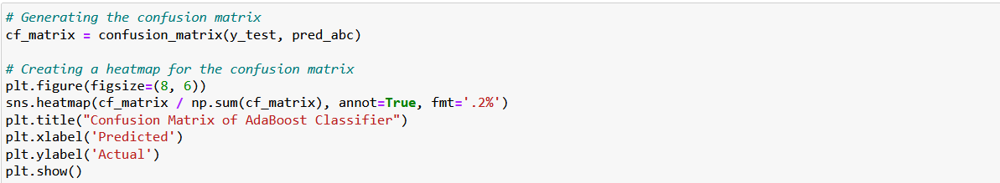 # Generating the confusion matrix
cf_matrix = confusion_matrix(y_test, pred_abc)
# Creating a heatmap for the confusion matrix
plt.figure(figsize=(8, 6))
sns.heatmap(cf_matrix / np.sum(cf_matrix), annot=True, fmt='.2%')
plt.title("Confusion Matrix of AdaBoost Classifier")
plt.xlabel('Predicted')
plt.ylabel('Actual')
plt.show()